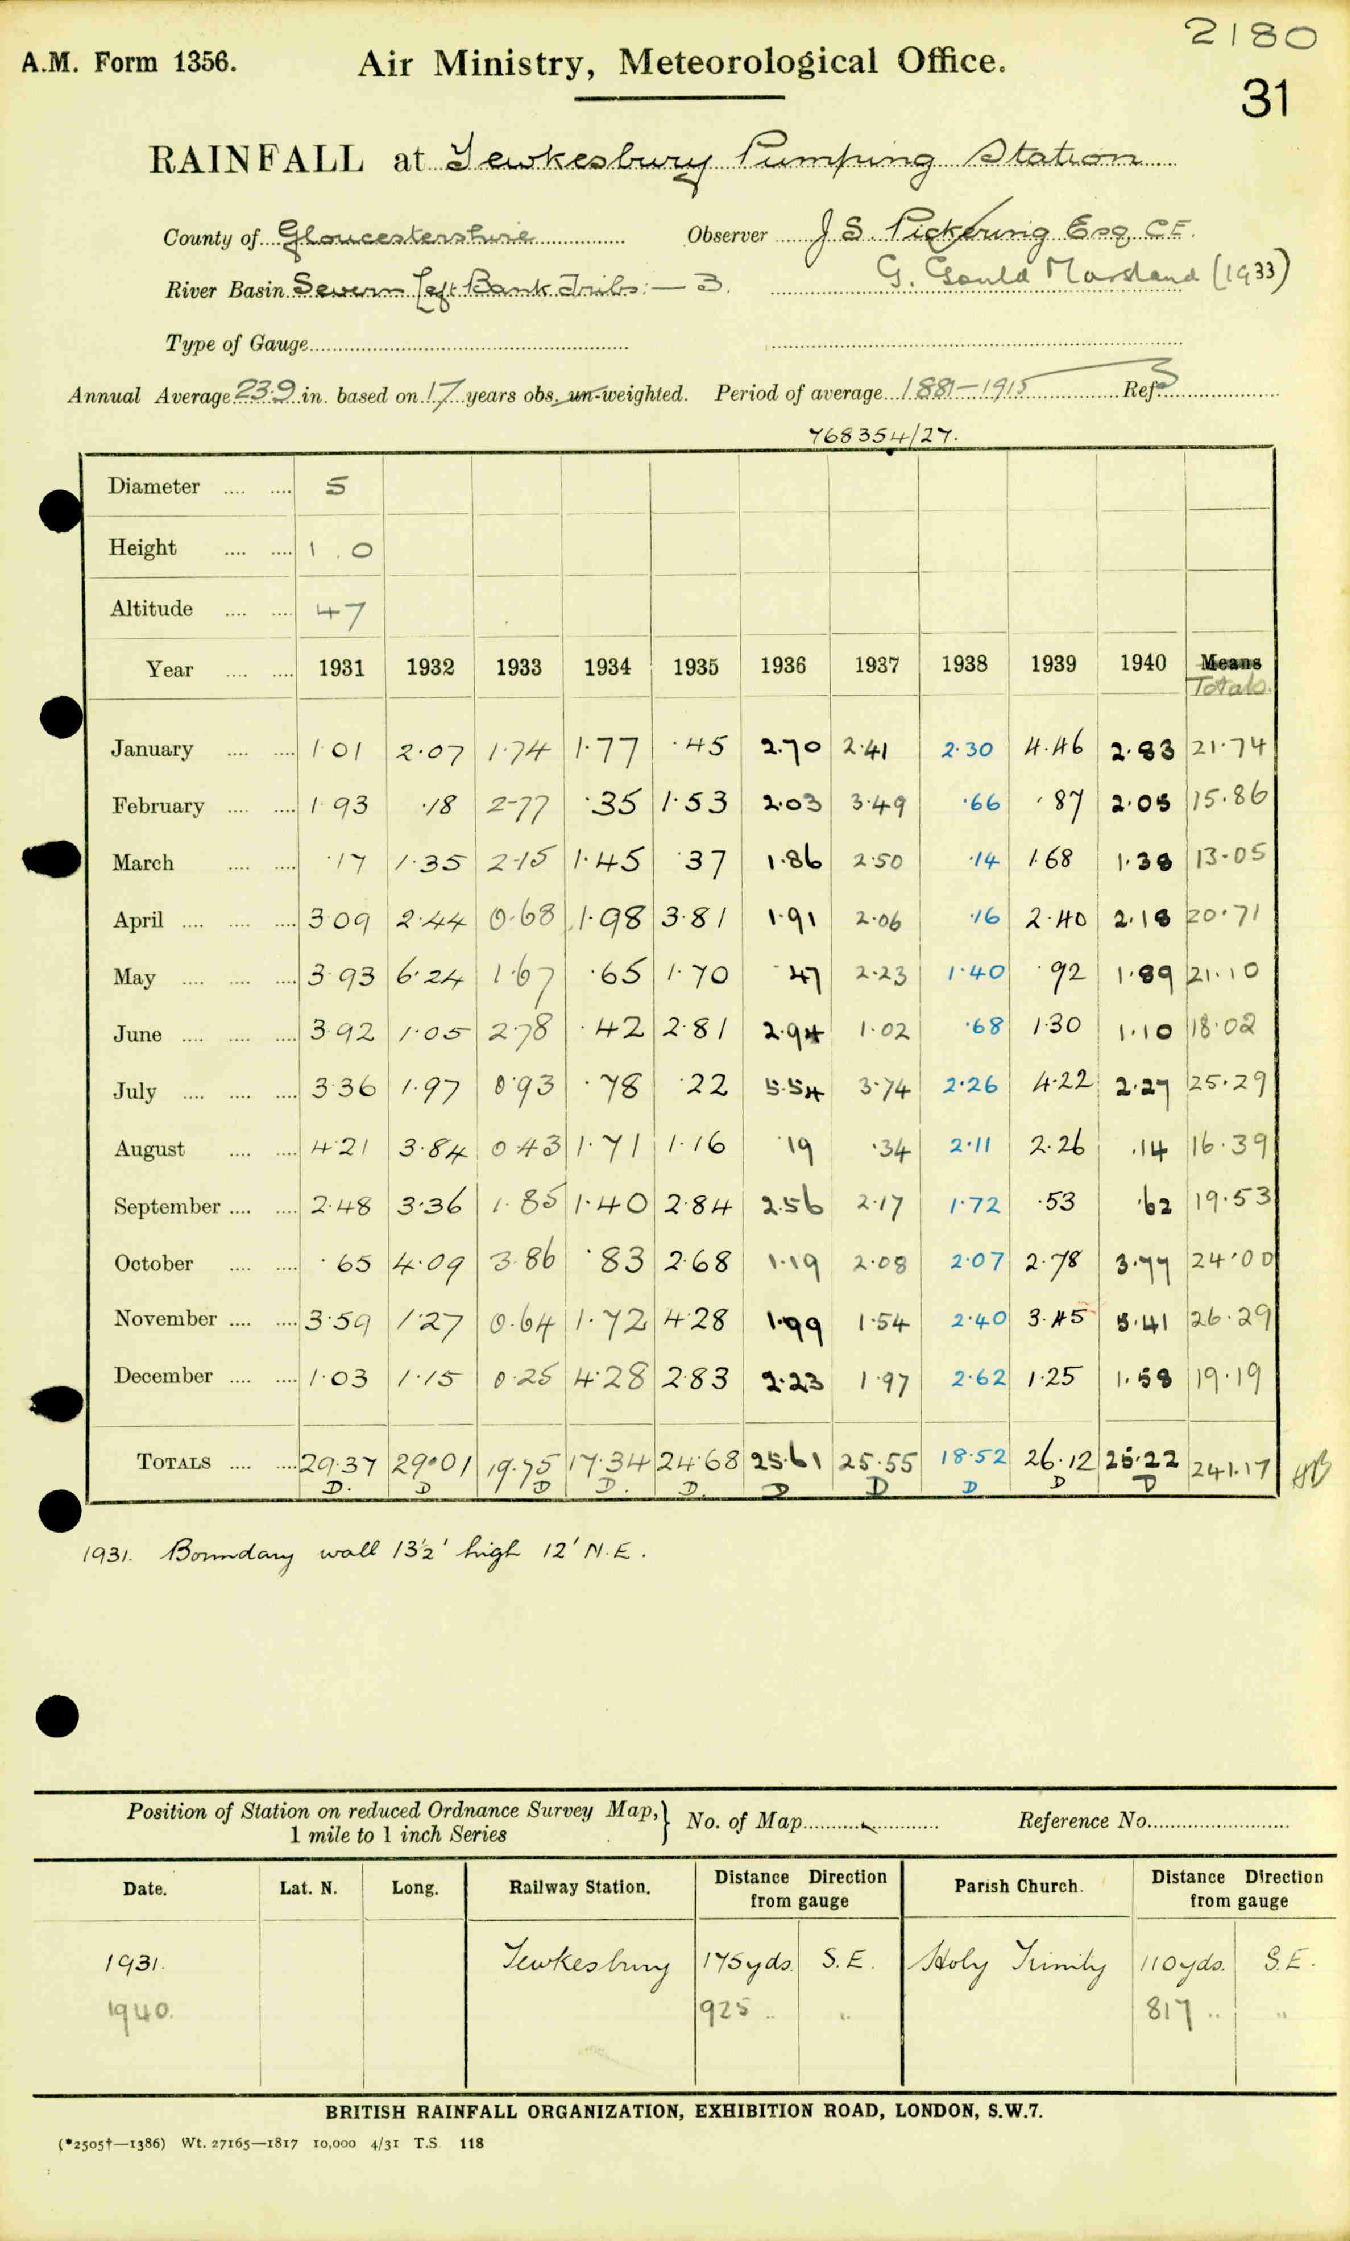 2180
A.M. Form 1356. Air Ministry, Meteorological Office.
31
RAINFALL at Tewkesbury Pumping Station
County of Gloucestershire Observer J S. Pickering Esq. C.E.
River Basin Severn Left Bank Tribs:— 3. G. Gould Marsland (1933)
Type of Gauge
Annual Average 23.9 in. based on 17 years obs. un-weighted. Period of average 1881–1915 Ref. 3
768354/27.
Diameter .... .... 5
Height .... .... 1.0
Altitude .... .... 47
Year .... .... 1931 1932 1933 1934 1935 1936 1937 1938 1939 1940 Means
Totals.
January .... .... 1.01 2.07 1.74 1.77 .45 2.70 2.41 2.30 4.46 2.83 21.74
February .... .... 1.93 .18 2.77 .35 1.53 2.03 3.49 .66 .87 2.05 15.86
March .... .... .17 1.35 2.15 1.45 .37 1.86 2.50 .14 1.68 1.38 13.05
April .... .... .... 3.09 2.44 0.68 1.98 3.81 1.91 2.06 .16 2.40 2.18 20.71
May .... .... .... 3.93 6.24 1.67 .65 1.70 .47 2.23 1.40 .92 1.89 21.10
June .... .... .... 3.92 1.05 2.78 .42 2.81 2.94 1.02 .68 1.30 1.10 18.02
July .... .... .... 3.36 1.97 0.93 .78 .22 5.54 3.74 2.26 4.22 2.27 25.29
August .... .... 4.21 3.84 0.43 1.71 1.16 .19 .34 2.11 2.26 .14 16.39
September .... .... 2.48 3.36 1.85 1.40 2.84 2.56 2.17 1.72 .53 .62 19.53
October .... .... .65 4.09 3.86 .83 2.68 1.19 2.08 2.07 2.78 3.77 24.00
November .... .... 3.59 1.27 0.64 1.72 4.28 1.99 1.54 2.40 3.45 5.41 26.29
December .... .... 1.03 1.15 0.25 4.28 2.83 2.23 1.97 2.62 1.25 1.58 19.19
TOTALS .... .... 29.37 29.01 19.75 17.34 24.68 25.61 25.55 18.52 26.12 25.22 241.17
D. D D D. D. D D D D D
1931. Boundary wall 13½' high 12' N.E.
Position of Station on reduced Ordnance Survey Map, No. of Map Reference No.
1 mile to 1 inch Series
Date. Lat. N. Long. Railway Station. Distance Direction from gauge Parish Church. Distance Direction from gauge
1931. Tewkesbury 175 yds. S.E. Holy Trinity 110 yds. S.E.
1940. 925 " " 817 " "
BRITISH RAINFALL ORGANIZATION, EXHIBITION ROAD, LONDON, S.W.7.
(*2505†—1386) Wt. 27165—1817 10,000 4/31 T.S. 118